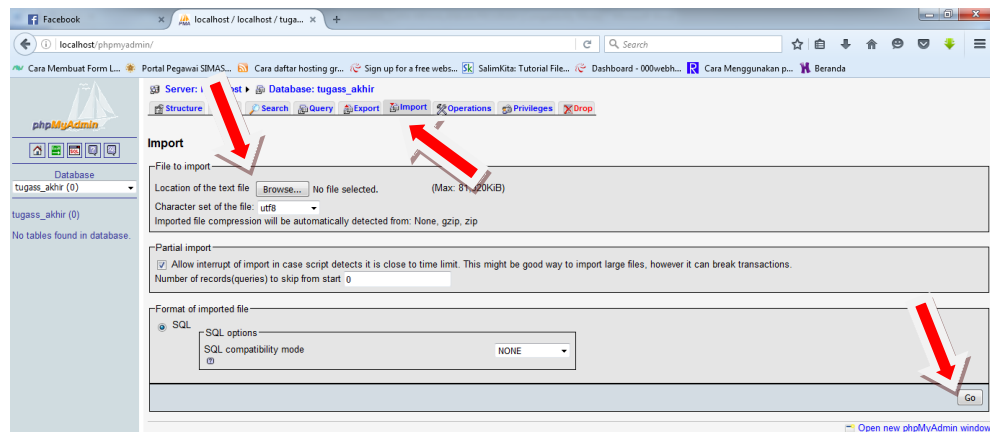 Facebook
localhost / localhost / tuga...
localhost/phpmyadmin/
Search
Cara Membuat Form L...
Portal Pegawai SIMAS...
Cara daftar hosting gr...
Sign up for a free webs...
SalimKita: Tutorial File...
Dashboard - 000webh...
Cara Menggunakan p...
Beranda
phpMyAdmin
Database
tugass_akhir (0)
tugass_akhir (0)
No tables found in database.
Server:
Database: tugass_akhir
Structure
Search
Query
Export
Import
Operations
Privileges
Drop
Import
File to import
Location of the text file Browse... No file selected. (Max:
Character set of the file: utf8
Imported file compression will be automatically detected from: None, gzip, zip
Partial import
Allow interrupt of import in case script detects it is close to time limit. This might be good way to import large files, however it can break transactions.
Number of records(queries) to skip from start 0
Format of imported file
SQL
SQL options
SQL compatibility mode NONE
Go
Open new phpMyAdmin window